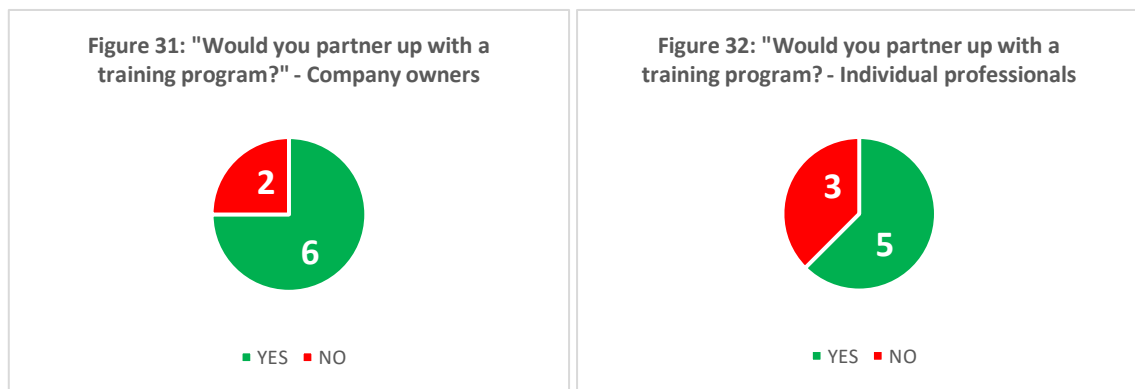 Figure 31: "Would you partner up with a
training program?" - Company owners
2
6
YES NO
Figure 32: "Would you partner up with a
training program? - Individual professionals
3
5
YES NO